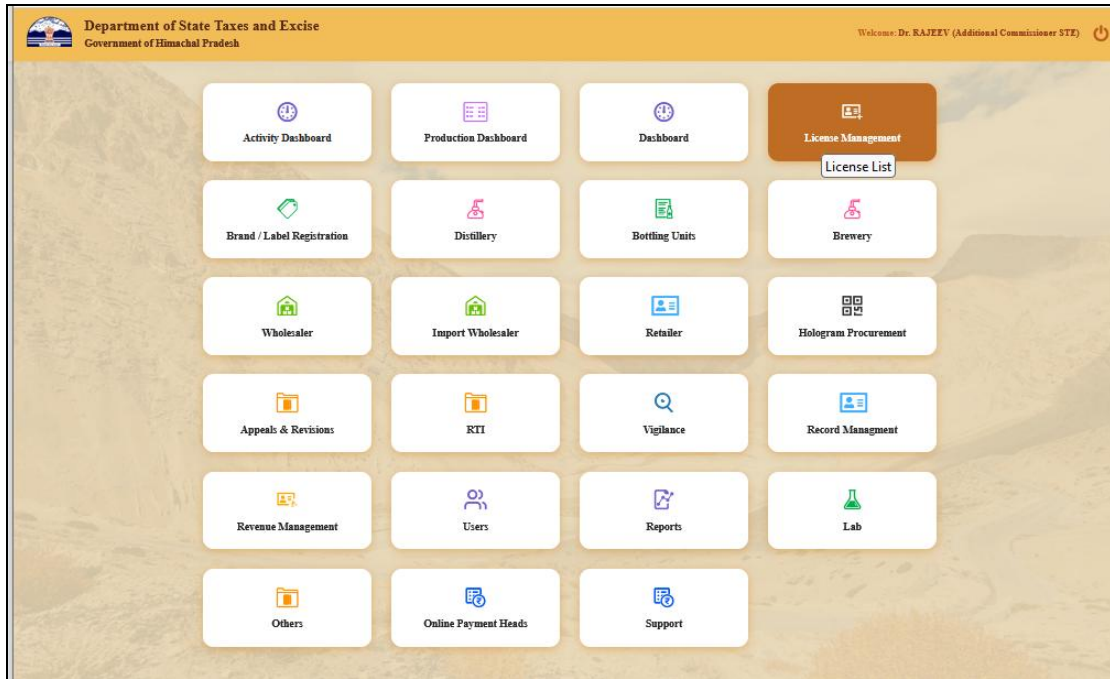 Department of State Taxes and Excise
Government of Himachal Pradesh
Welcome: Dr. RAJEEV (Additional Commissioner STE)
Activity Dashboard
Production Dashboard
Dashboard
License Management
License List
Brand / Label Registration
Distillery
Bottling Units
Brewery
Wholesaler
Import Wholesaler
Retailer
Hologram Procurement
Appeals & Revisions
RTI
Vigilance
Record Managment
Revenue Management
Users
Reports
Lab
Others
Online Payment Heads
Support